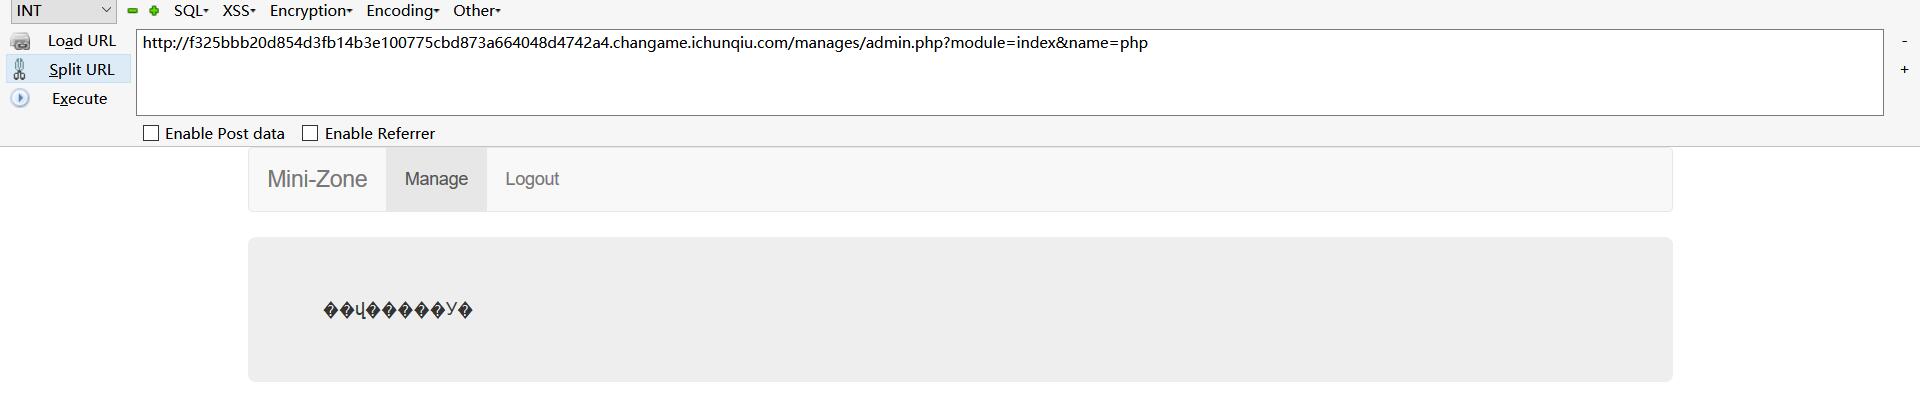 INT SQL XSS Encryption Encoding Other
Load URL
http://f325bbb20d854d3fb14b3e100775cbd873a664048d4742a4.changame.ichunqiu.com/manages/admin.php?module=index&name=php
-
Split URL
+
Execute
Enable Post data Enable Referrer
Mini-Zone Manage Logout
��վ�����У�